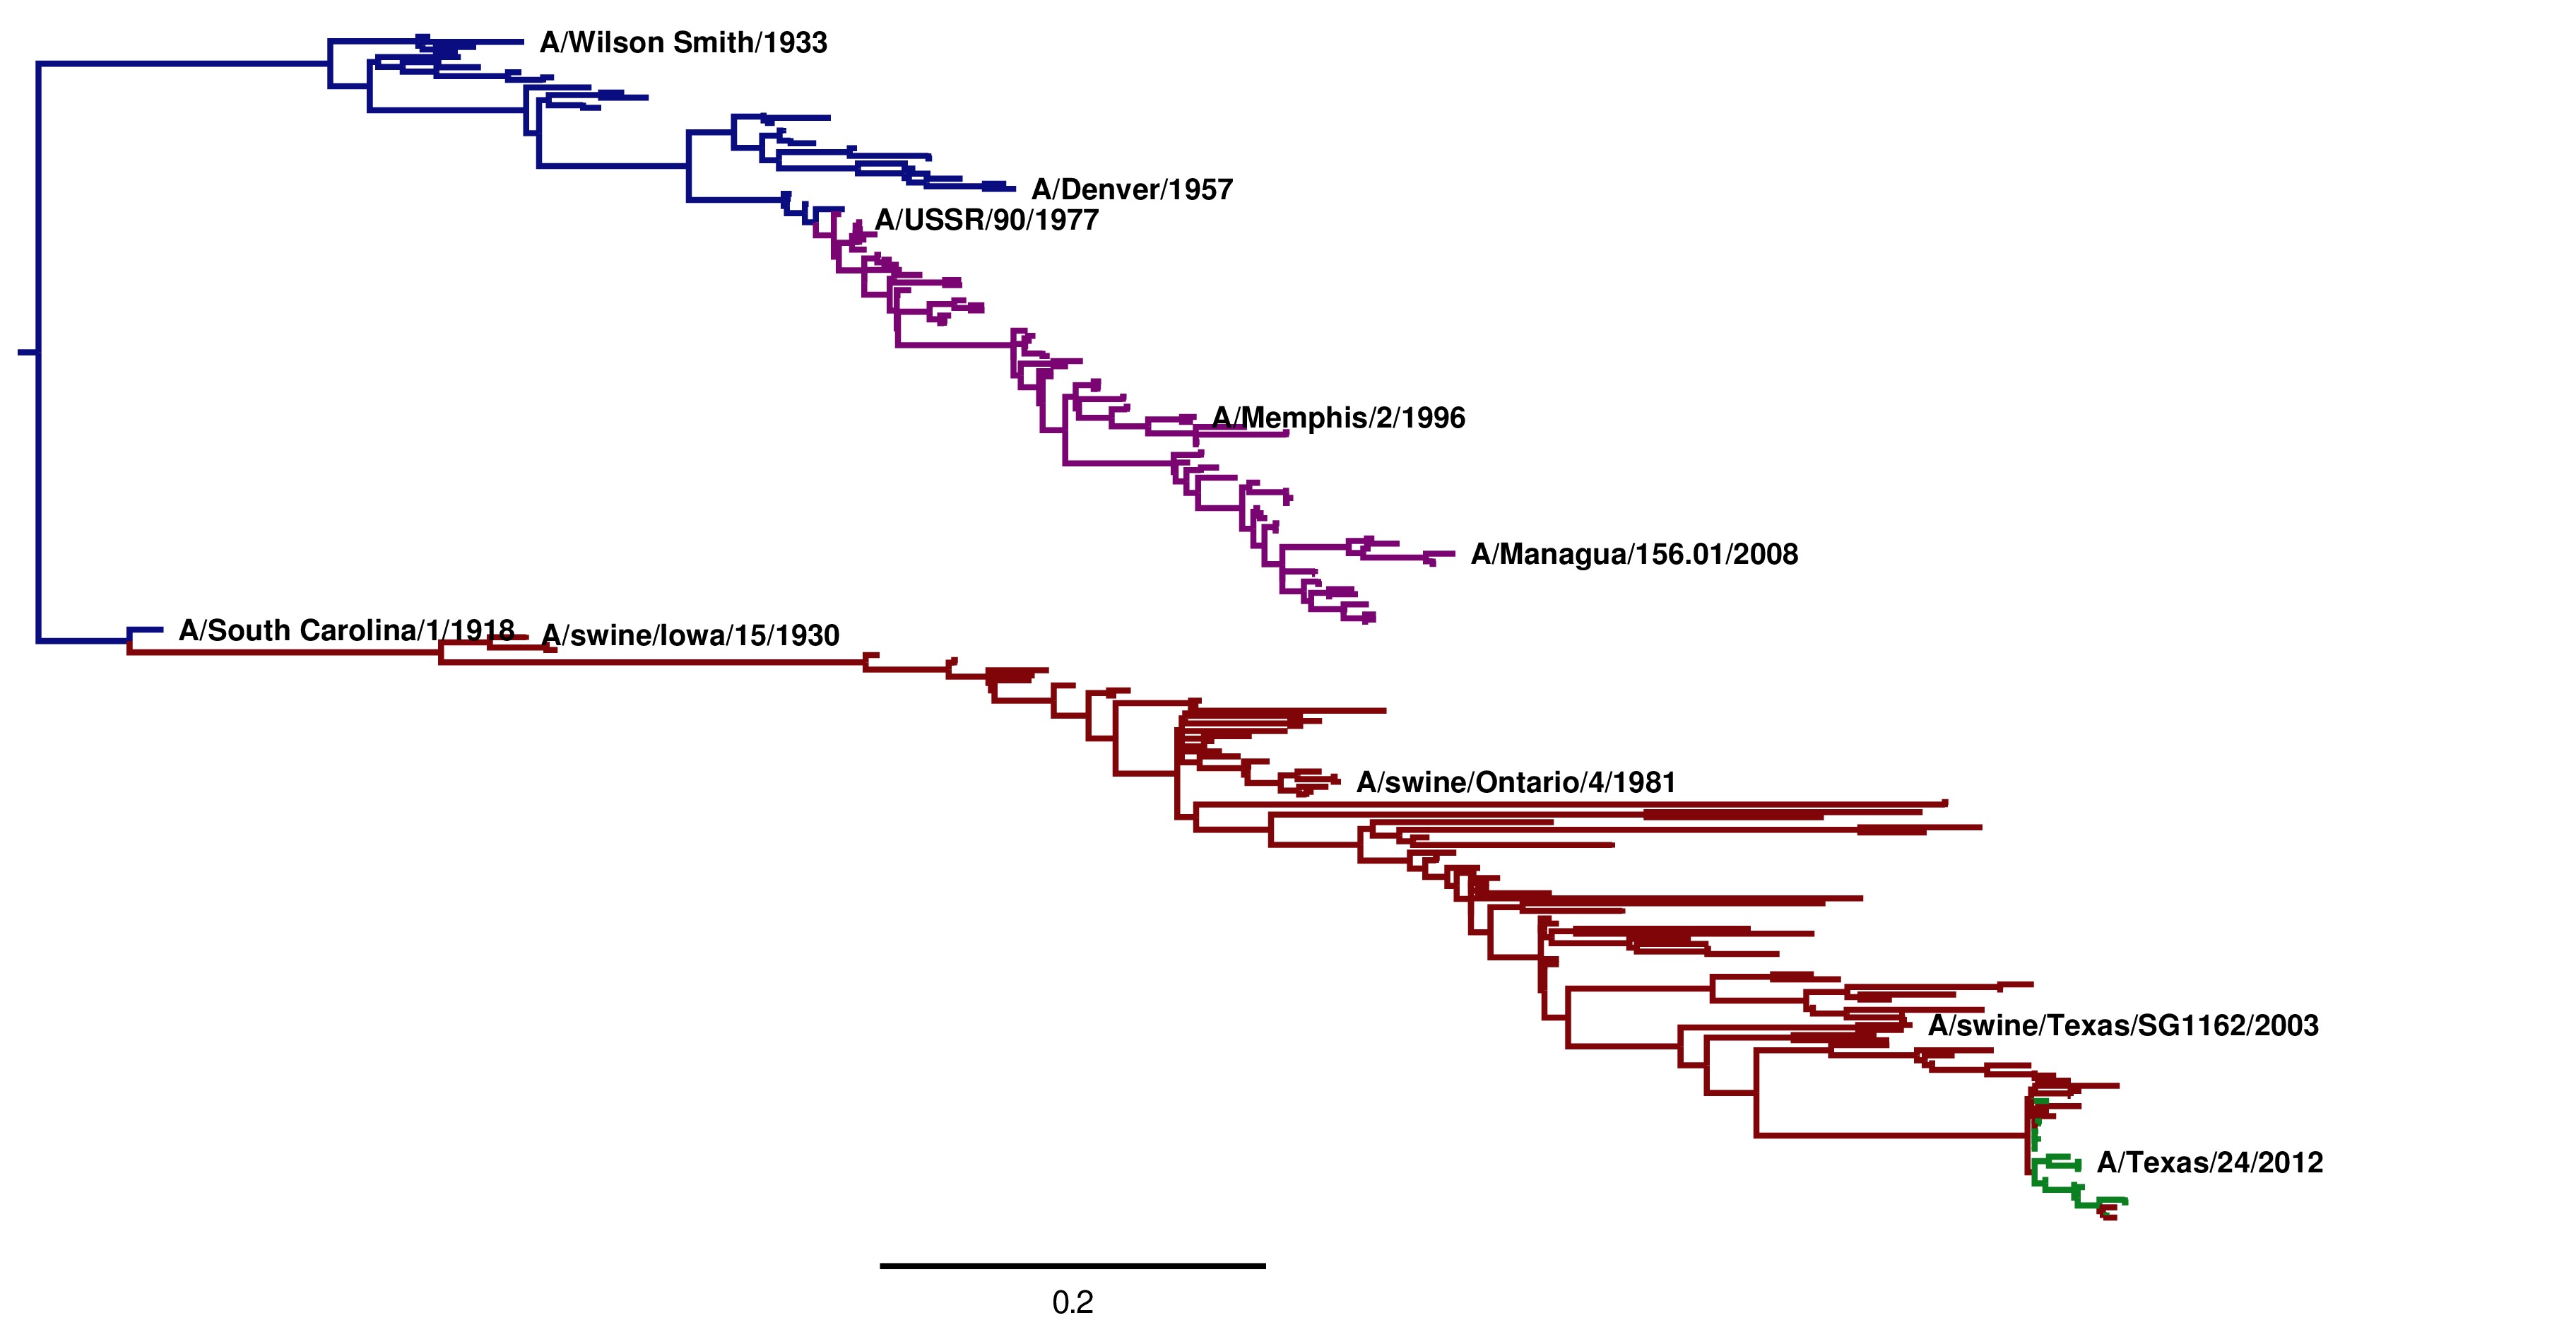 A/Wilson Smith/1933
A/Denver/1957
A/USSR/90/1977
A/Memphis/2/1996
A/Managua/156.01/2008
A/South Carolina/1/1918
A/swine/Iowa/15/1930
A/swine/Ontario/4/1981
A/swine/Texas/SG1162/2003
A/Texas/24/2012
0.2